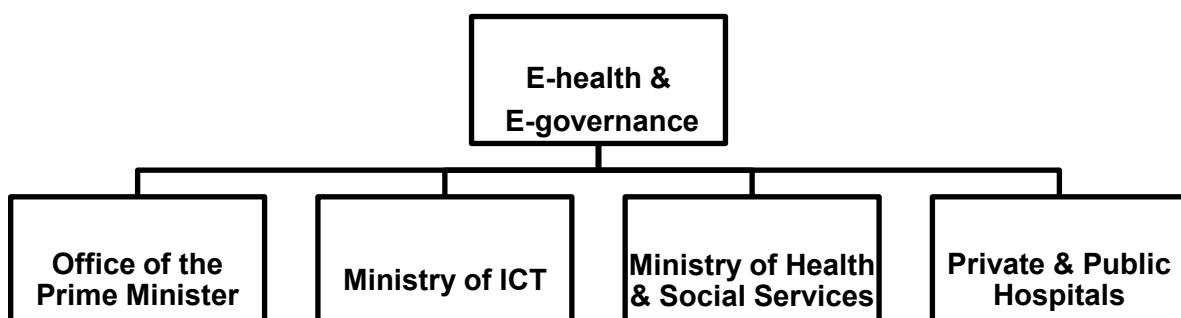 E-health &
E-governance
Office of the
Prime Minister
Ministry of ICT
Ministry of Health
& Social Services
Private & Public
Hospitals